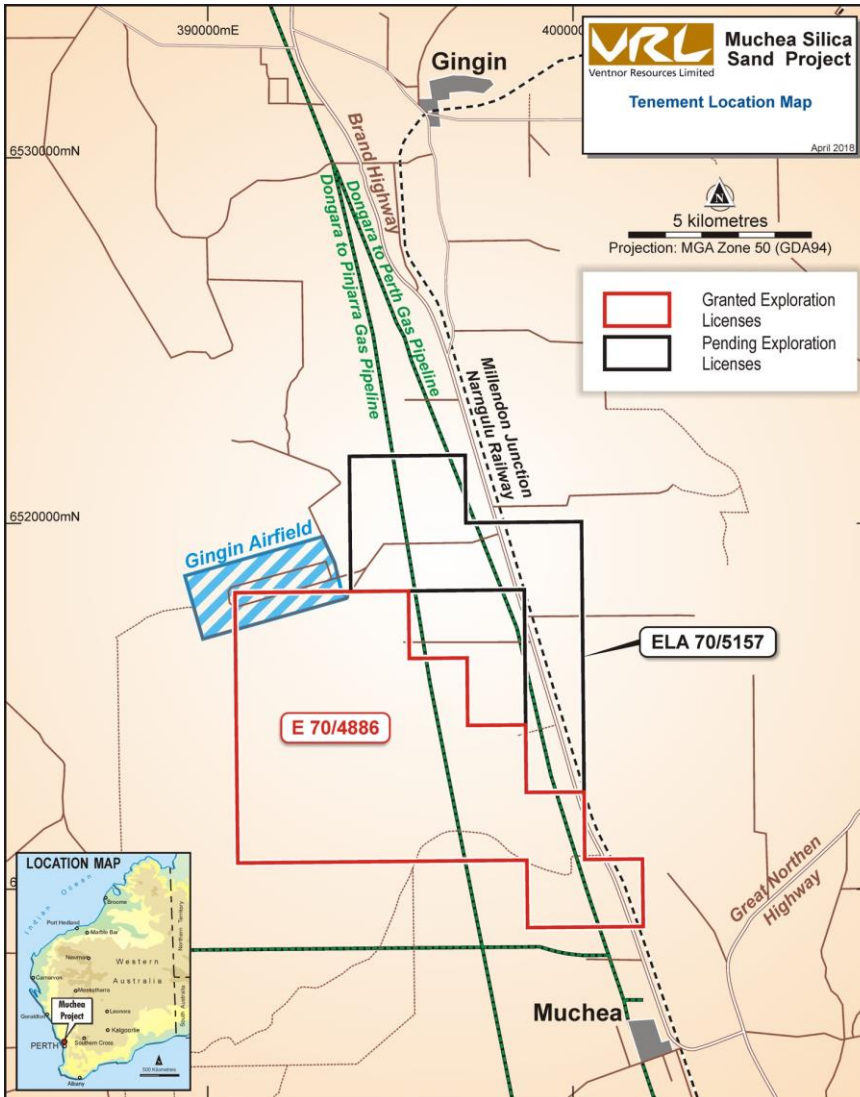 390000mE
400000
VRL
Ventnor Resources Limited
Muchea Silica
Sand Project
Tenement Location Map
April 2018
Gingin
6530000mN
Brand Highway
Dongara to Perth Gas Pipeline
Dongara to Pinjarra Gas Pipeline
N
5 kilometres
Projection: MGA Zone 50 (GDA94)
Granted Exploration
Licenses
Pending Exploration
Licenses
Millendon Junction
Narngulu Railway
6520000mN
Gingin Airfield
ELA 70/5157
E 70/4886
6
Great Northen
Highway
Muchea
LOCATION MAP
Indian Ocean
Broome
Port Hedland
Marble Bar
Newman
Western
Australia
Northern Territory
South Australia
Carnarvon
Meekatharra
Muchea
Project
Geraldton
Leonora
Kalgoorlie
PERTH
Southern Cross
Albany
500 Kilometres